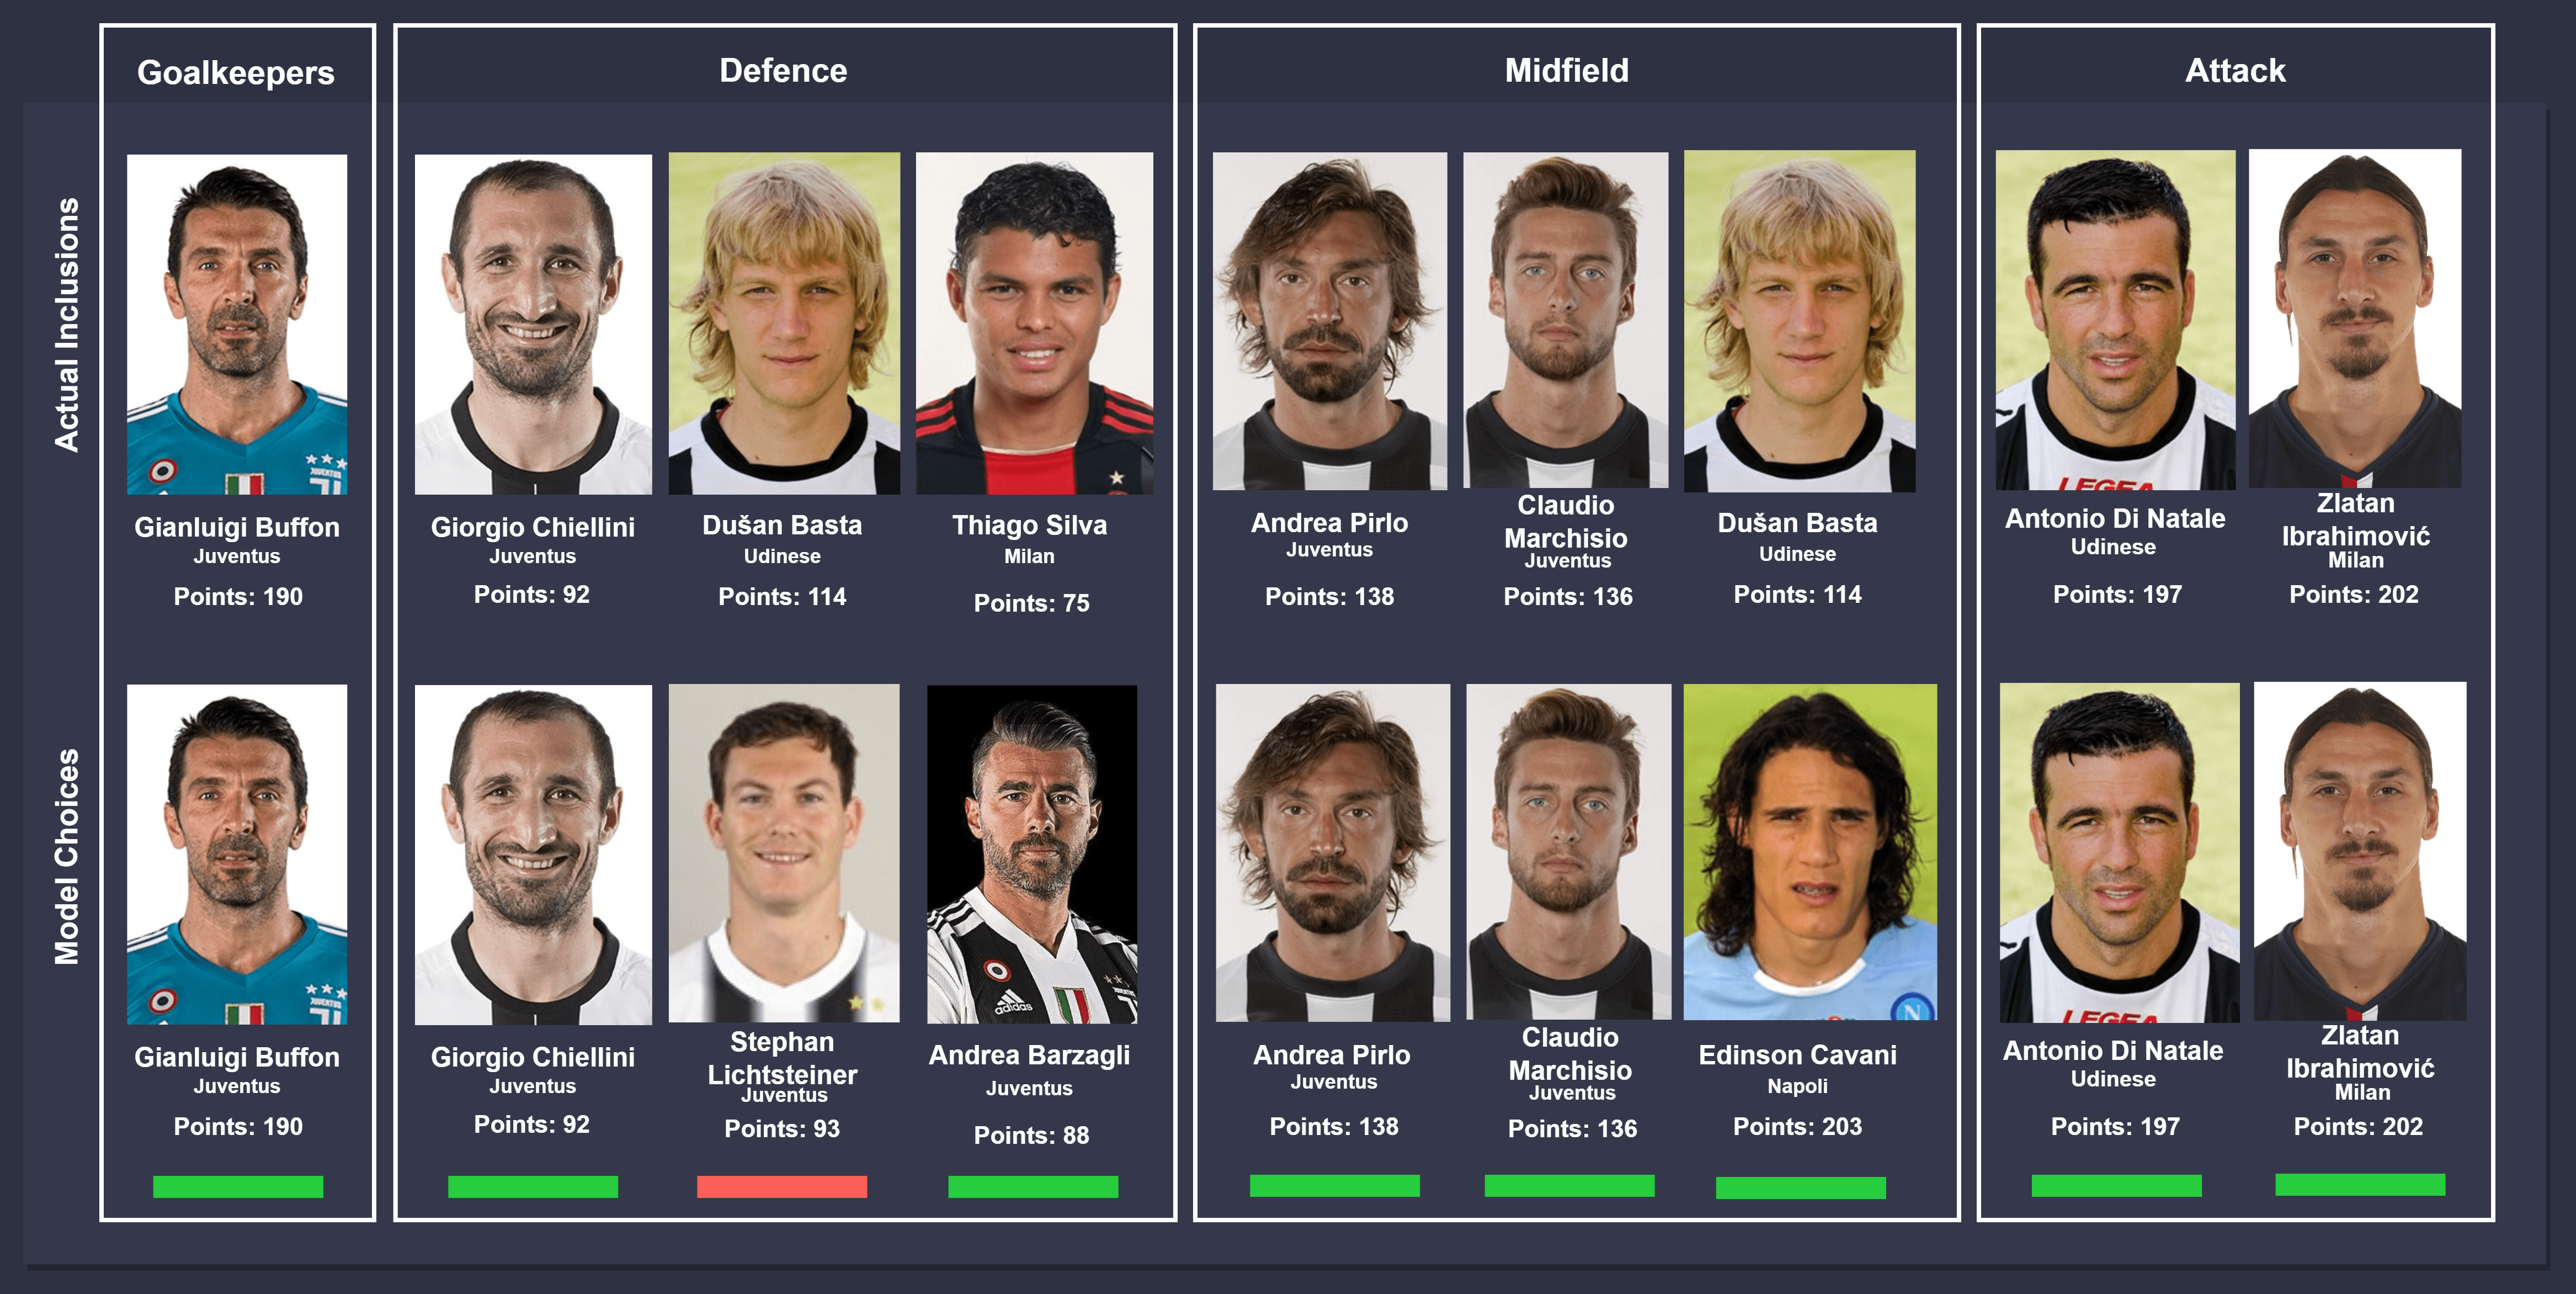 Goalkeepers
Defence
Midfield
Attack
Actual Inclusions
Gianluigi Buffon
Juventus
Points: 190
Giorgio Chiellini
Juventus
Points: 92
Dušan Basta
Udinese
Points: 114
Thiago Silva
Milan
Points: 75
Andrea Pirlo
Juventus
Points: 138
Claudio
Marchisio
Juventus
Points: 136
Dušan Basta
Udinese
Points: 114
LEGEA
Antonio Di Natale
Udinese
Points: 197
Zlatan
Ibrahimović
Milan
Points: 202
Model Choices
JUVENTUS
Gianluigi Buffon
Juventus
Points: 190
Giorgio Chiellini
Juventus
Points: 92
Stephan
Lichtsteiner
Juventus
Points: 93
adidas
Andrea Barzagli
Juventus
Points: 88
Andrea Pirlo
Juventus
Points: 138
Claudio
Marchisio
Juventus
Points: 136
N
Edinson Cavani
Napoli
Points: 203
LEGEA
Antonio Di Natale
Udinese
Points: 197
Zlatan
Ibrahimović
Milan
Points: 202